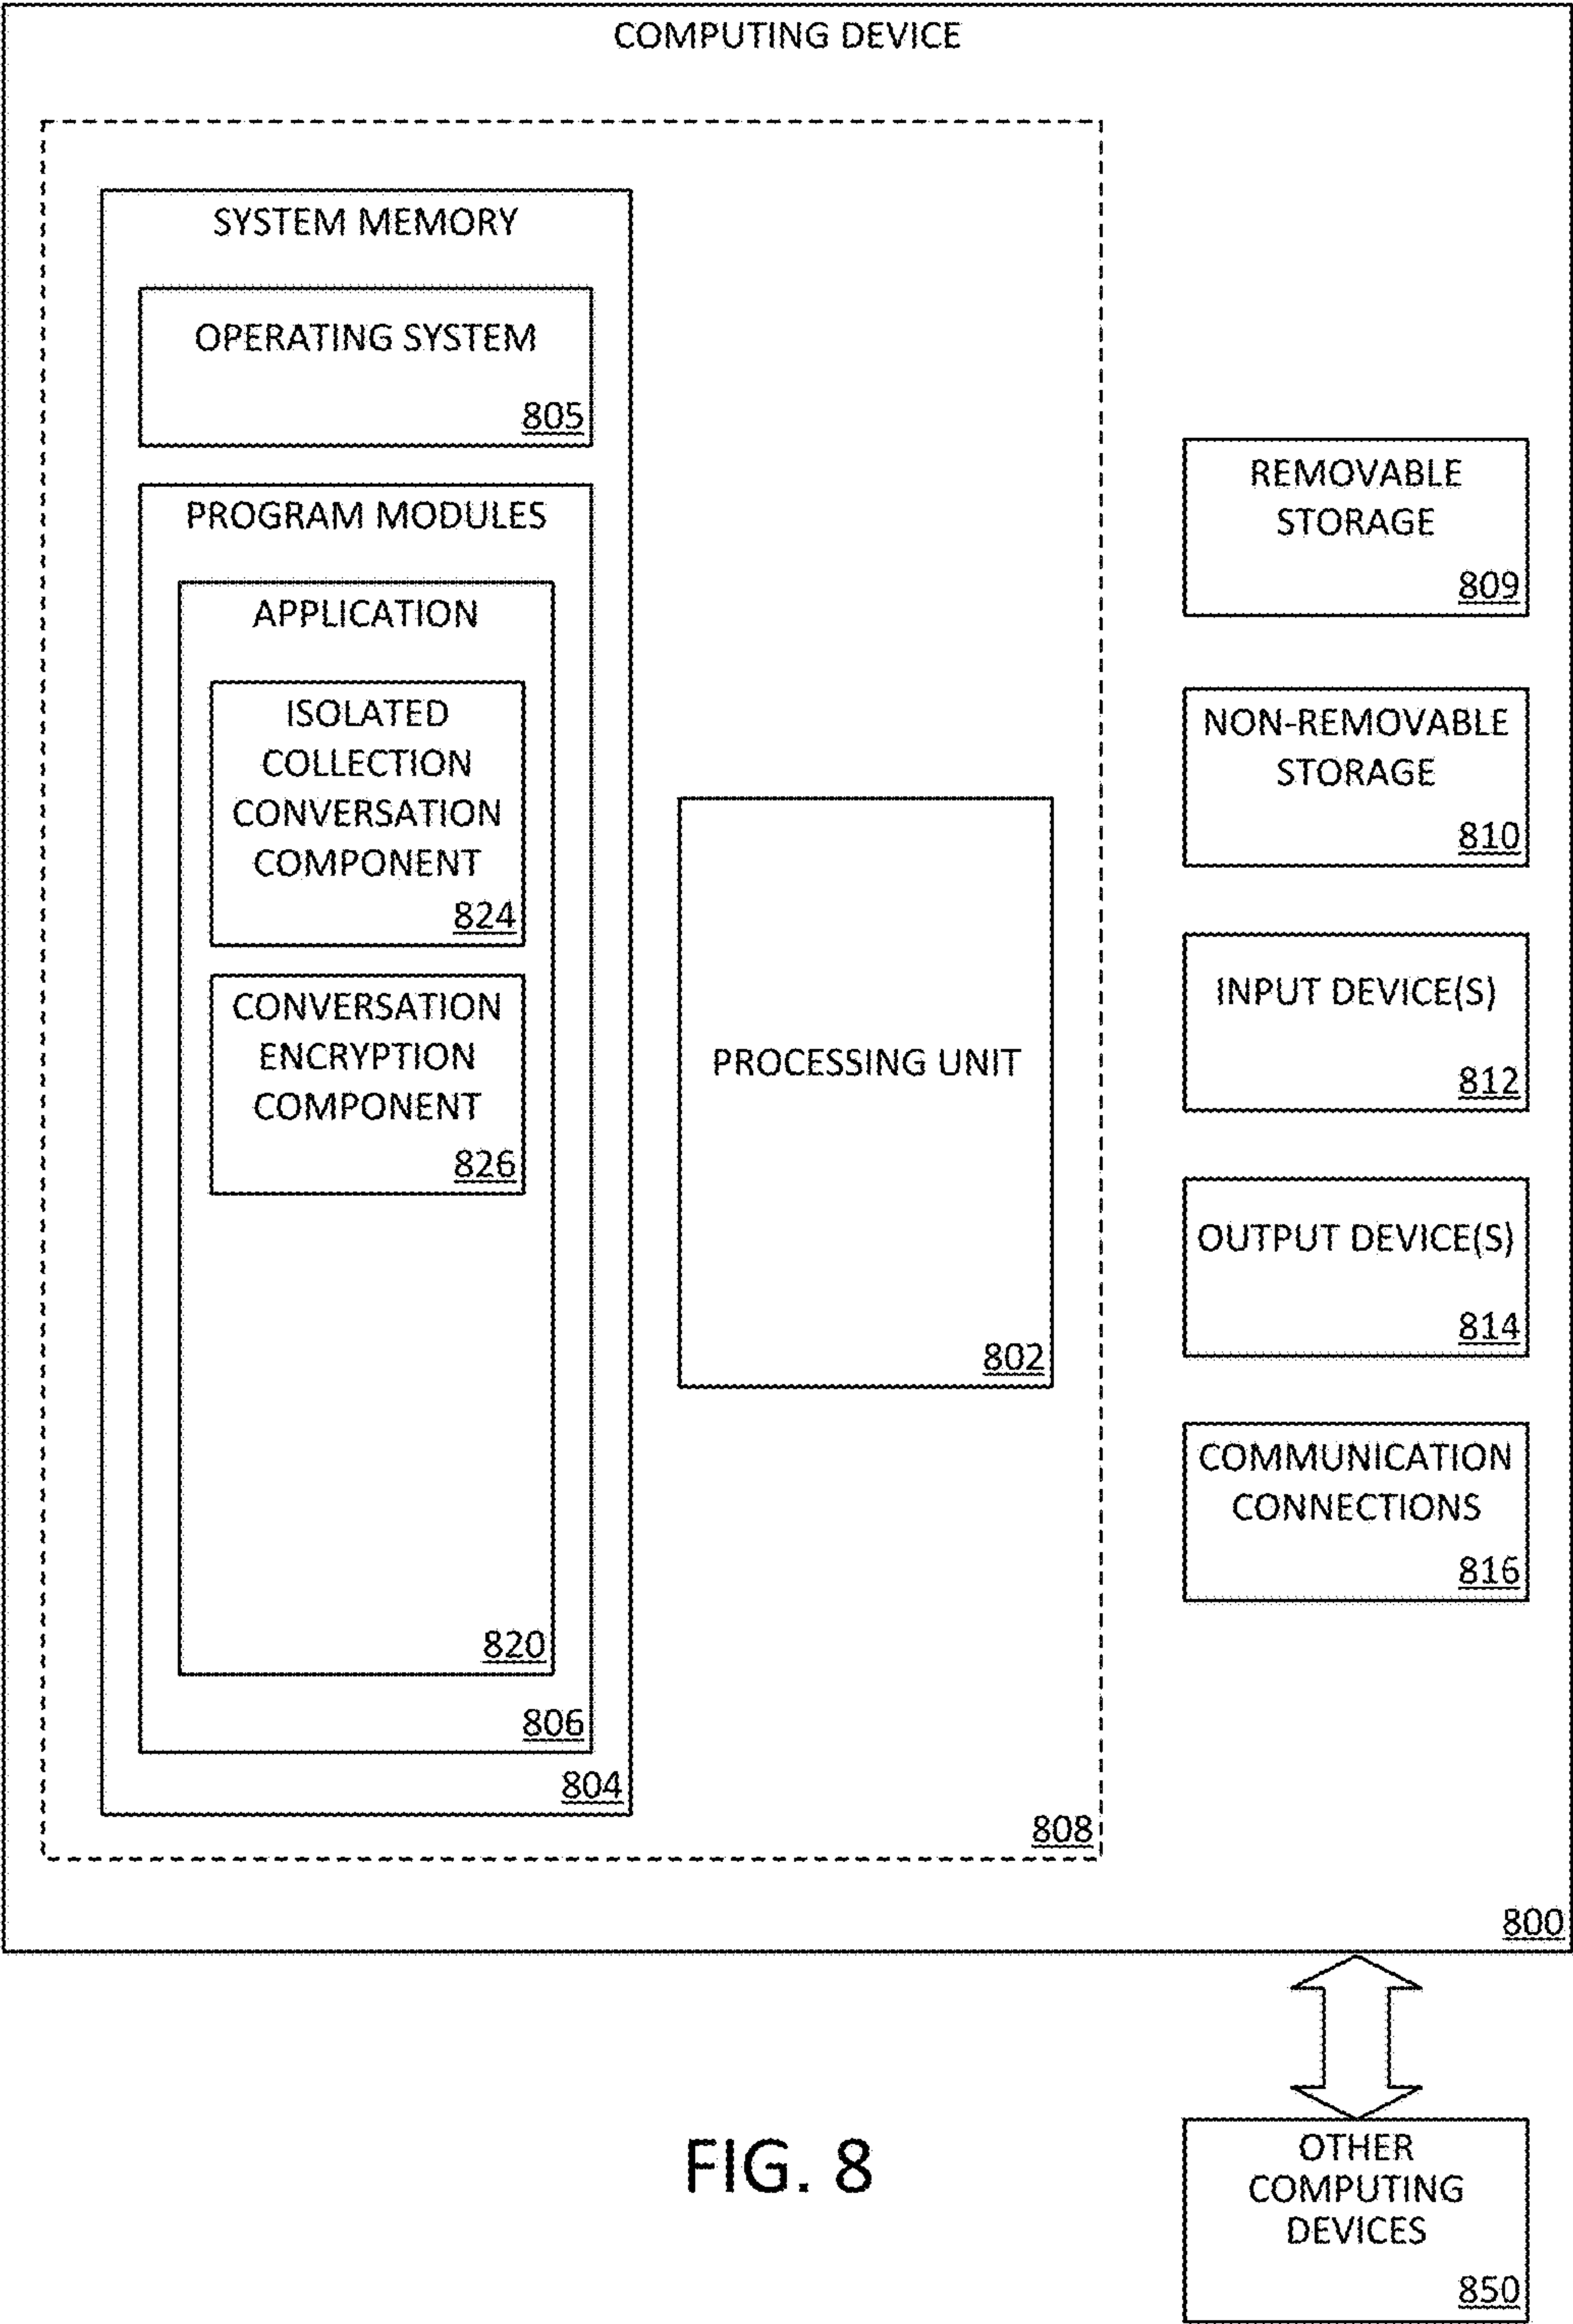 COMPUTING DEVICE
SYSTEM MEMORY
OPERATING SYSTEM
805
PROGRAM MODULES
APPLICATION
ISOLATED
COLLECTION
CONVERSATION
COMPONENT
824
CONVERSATION
ENCRYPTION
COMPONENT
826
820
806
804
PROCESSING UNIT
802
808
REMOVABLE
STORAGE
809
NON-REMOVABLE
STORAGE
810
INPUT DEVICE(S)
812
OUTPUT DEVICE(S)
814
COMMUNICATION
CONNECTIONS
816
800
OTHER
COMPUTING
DEVICES
850
FIG. 8